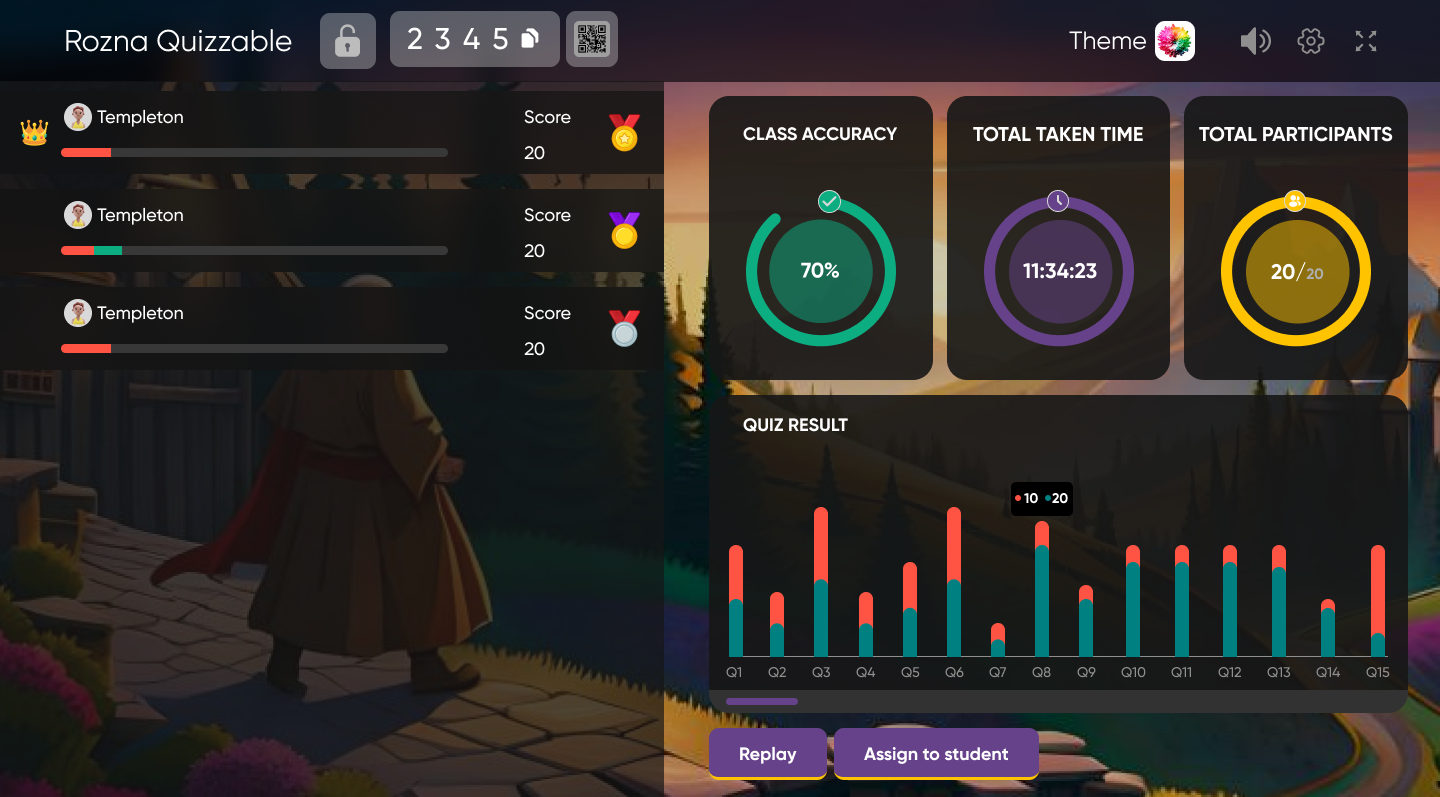 Rozna Quizzable
2 3 4 5
Theme
Templeton
Score
20
Templeton
Score
20
Templeton
Score
20
CLASS ACCURACY
70%
TOTAL TAKEN TIME
11:34:23
TOTAL PARTICIPANTS
20/20
QUIZ RESULT
10 20
Q1 Q2 Q3 Q4 Q5 Q6 Q7 Q8 Q9 Q10 Q11 Q12 Q13 Q14 Q15
Replay
Assign to student